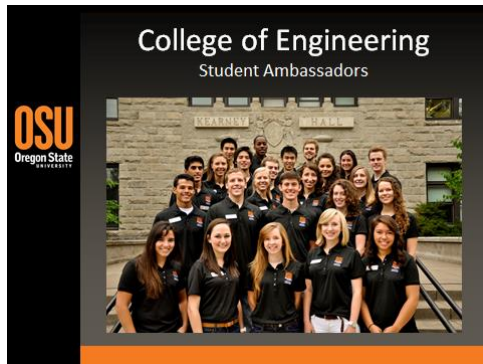 College of Engineering
Student Ambassadors
KEARNEY HALL
OSU
Oregon State
UNIVERSITY